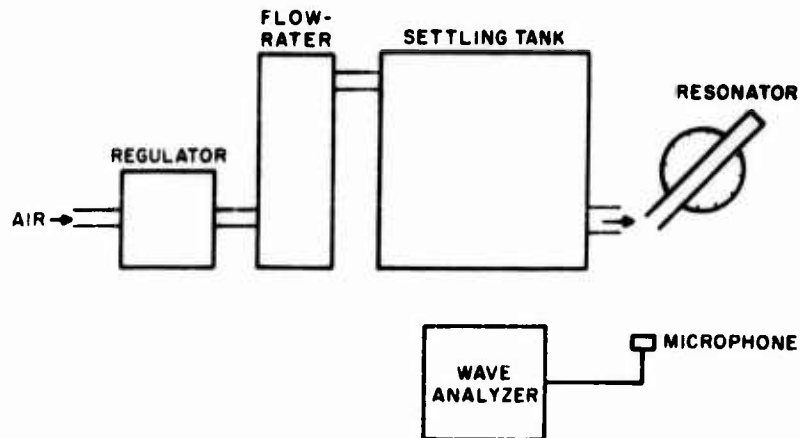 FLOW-
RATER
SETTLING TANK
RESONATOR
REGULATOR
AIR
MICROPHONE
WAVE
ANALYZER